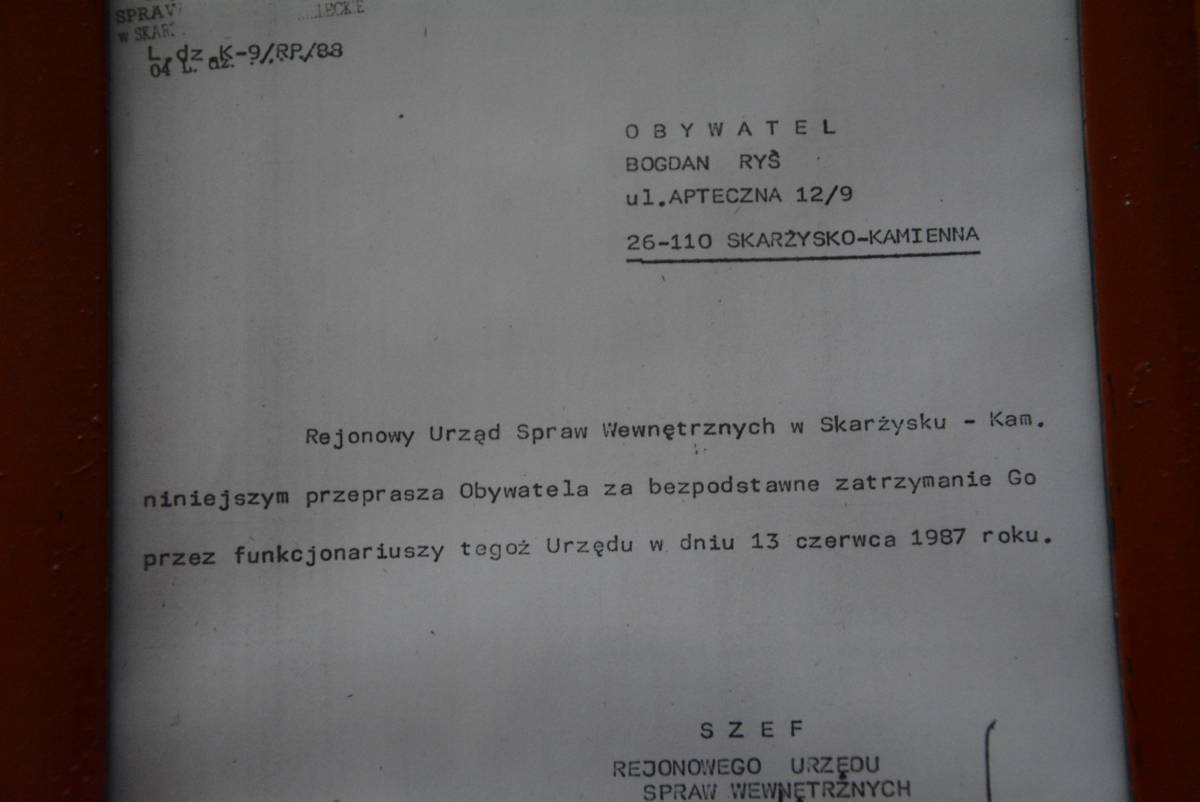 L.dz.K-9/RP/88
04 L. dz.
O B Y W A T E L
BOGDAN RYŚ
ul.APTECZNA 12/9
26-110 SKARŻYSKO-KAMIENNA
Rejonowy Urząd Spraw Wewnętrznych w Skarżysku - Kam.
niniejszym przeprasza Obywatela za bezpodstawne zatrzymanie Go
przez funkcjonariuszy tegoż Urzędu w dniu 13 czerwca 1987 roku.
S Z E F
REJONOWEGO URZĘDU
SPRAW WEWNĘTRZNYCH